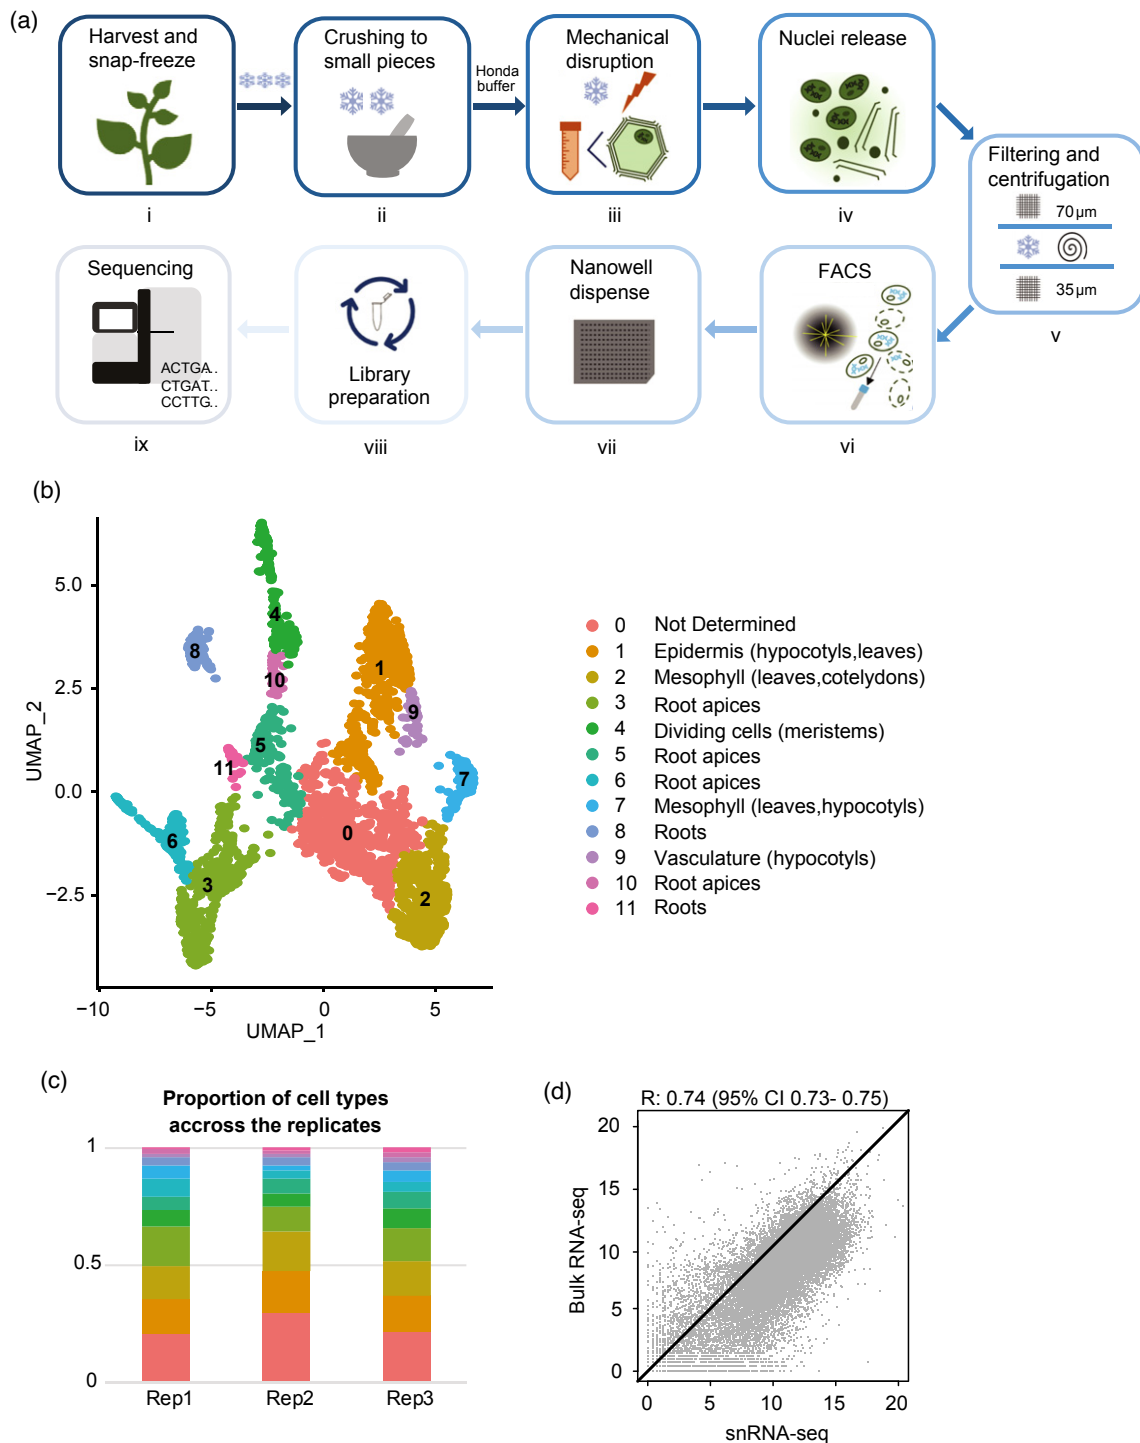 (a)
Harvest and
snap-freeze
Crushing to
small pieces
Honda
buffer
Mechanical
disruption
Nuclei release
Filtering and
centrifugation
70 µm
35 µm
i
ii
iii
iv
v
Sequencing
ACTGA..
CTGAT..
CCTTG..
Library
preparation
Nanowell
dispense
FACS
ix
viii
vii
vi
(b)
UMAP_2
5.0
2.5
0.0
−2.5
−10
−5
0
5
UMAP_1
4
8
10
1
9
5
11
7
0
6
3
2
0 Not Determined
1 Epidermis (hypocotyls,leaves)
2 Mesophyll (leaves,cotelydons)
3 Root apices
4 Dividing cells (meristems)
5 Root apices
6 Root apices
7 Mesophyll (leaves,hypocotyls)
8 Roots
9 Vasculature (hypocotyls)
10 Root apices
11 Roots
(c)
Proportion of cell types
accross the replicates
1
0.5
0
Rep1
Rep2
Rep3
(d)
R: 0.74 (95% CI 0.73- 0.75)
Bulk RNA-seq
20
15
10
5
0
0
5
10
15
20
snRNA-seq